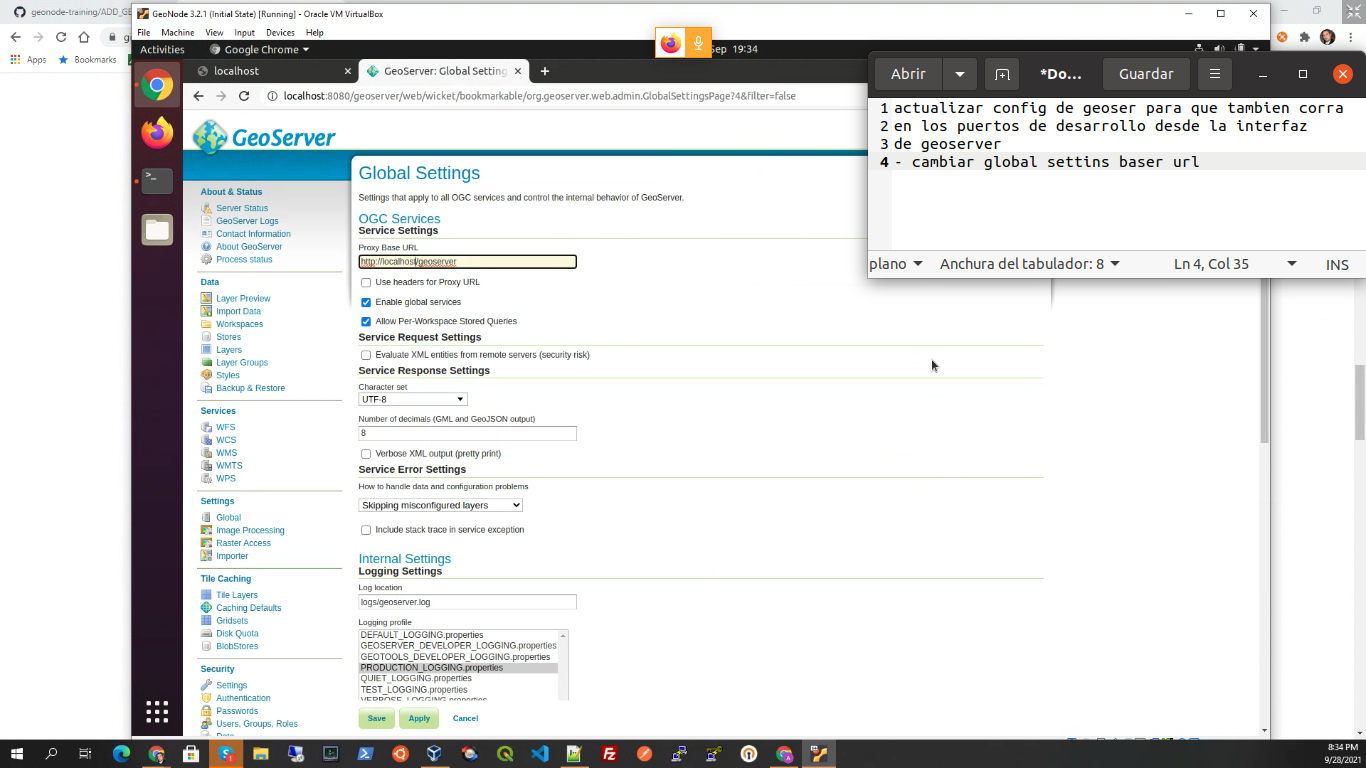 geonode-training/ADD_GE
GeoNode 3.2.1 (Initial State) [Running] - Oracle VM VirtualBox
File Machine View Input Devices Help
Activities Google Chrome Sep 19:34
localhost
GeoServer: Global Setting
localhost:8080/geoserver/web/wicket/bookmarkable/org.geoserver.web.admin.GlobalSettingsPage?4&filter=false
Apps Bookmarks
Abrir *Do... Guardar
1 actualizar config de geoser para que tambien corra
2 en los puertos de desarrollo desde la interfaz
3 de geoserver
4 - cambiar global settins baser url
plano Anchura del tabulador: 8 Ln 4, Col 35 INS
GeoServer
About & Status
Server Status
GeoServer Logs
Contact Information
About GeoServer
Process status
Data
Layer Preview
Import Data
Workspaces
Stores
Layers
Layer Groups
Styles
Backup & Restore
Services
WFS
WCS
WMS
WMTS
WPS
Settings
Global
Image Processing
Raster Access
Importer
Tile Caching
Tile Layers
Caching Defaults
Gridsets
Disk Quota
BlobStores
Security
Settings
Authentication
Passwords
Users, Groups, Roles
Global Settings
Settings that apply to all OGC services and control the internal behavior of GeoServer.
OGC Services
Service Settings
Proxy Base URL
http://localhost/geoserver
Use headers for Proxy URL
Enable global services
Allow Per-Workspace Stored Queries
Service Request Settings
Evaluate XML entities from remote servers (security risk)
Service Response Settings
Character set
UTF-8
Number of decimals (GML and GeoJSON output)
8
Verbose XML output (pretty print)
Service Error Settings
How to handle data and configuration problems
Skipping misconfigured layers
Include stack trace in service exception
Internal Settings
Logging Settings
Log location
logs/geoserver.log
Logging profile
DEFAULT_LOGGING.properties
GEOSERVER_DEVELOPER_LOGGING.properties
GEOTOOLS_DEVELOPER_LOGGING.properties
PRODUCTION_LOGGING.properties
QUIET_LOGGING.properties
TEST_LOGGING.properties
VERBOSE_LOGGING.properties
Save Apply Cancel
8:34 PM
9/28/2021